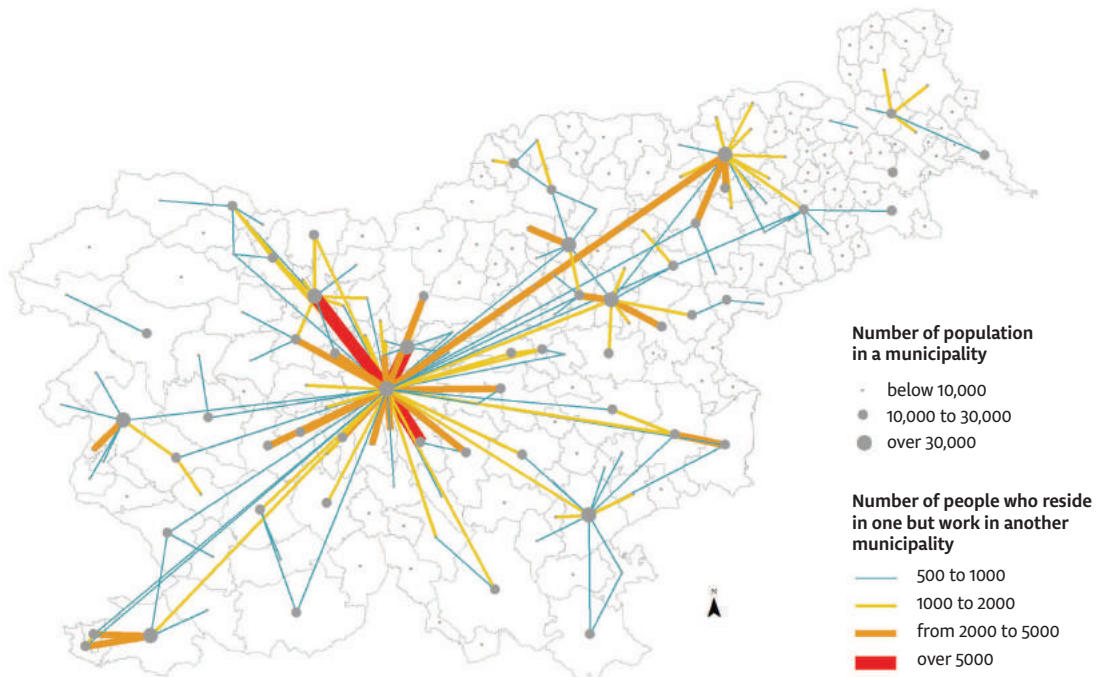 N
Number of population
in a municipality
below 10,000
10,000 to 30,000
over 30,000
Number of people who reside
in one but work in another
municipality
500 to 1000
1000 to 2000
from 2000 to 5000
over 5000